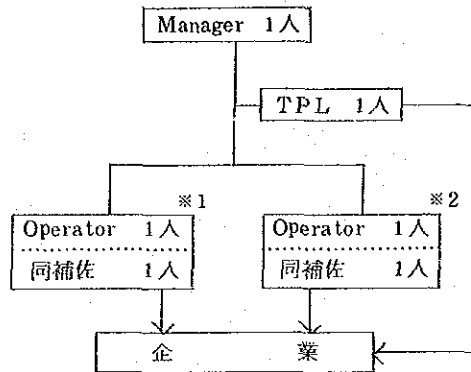 Manager 1人
TPL 1人
※1
※2
Operator 1人
同補佐 1人
Operator 1人
同補佐 1人
企業